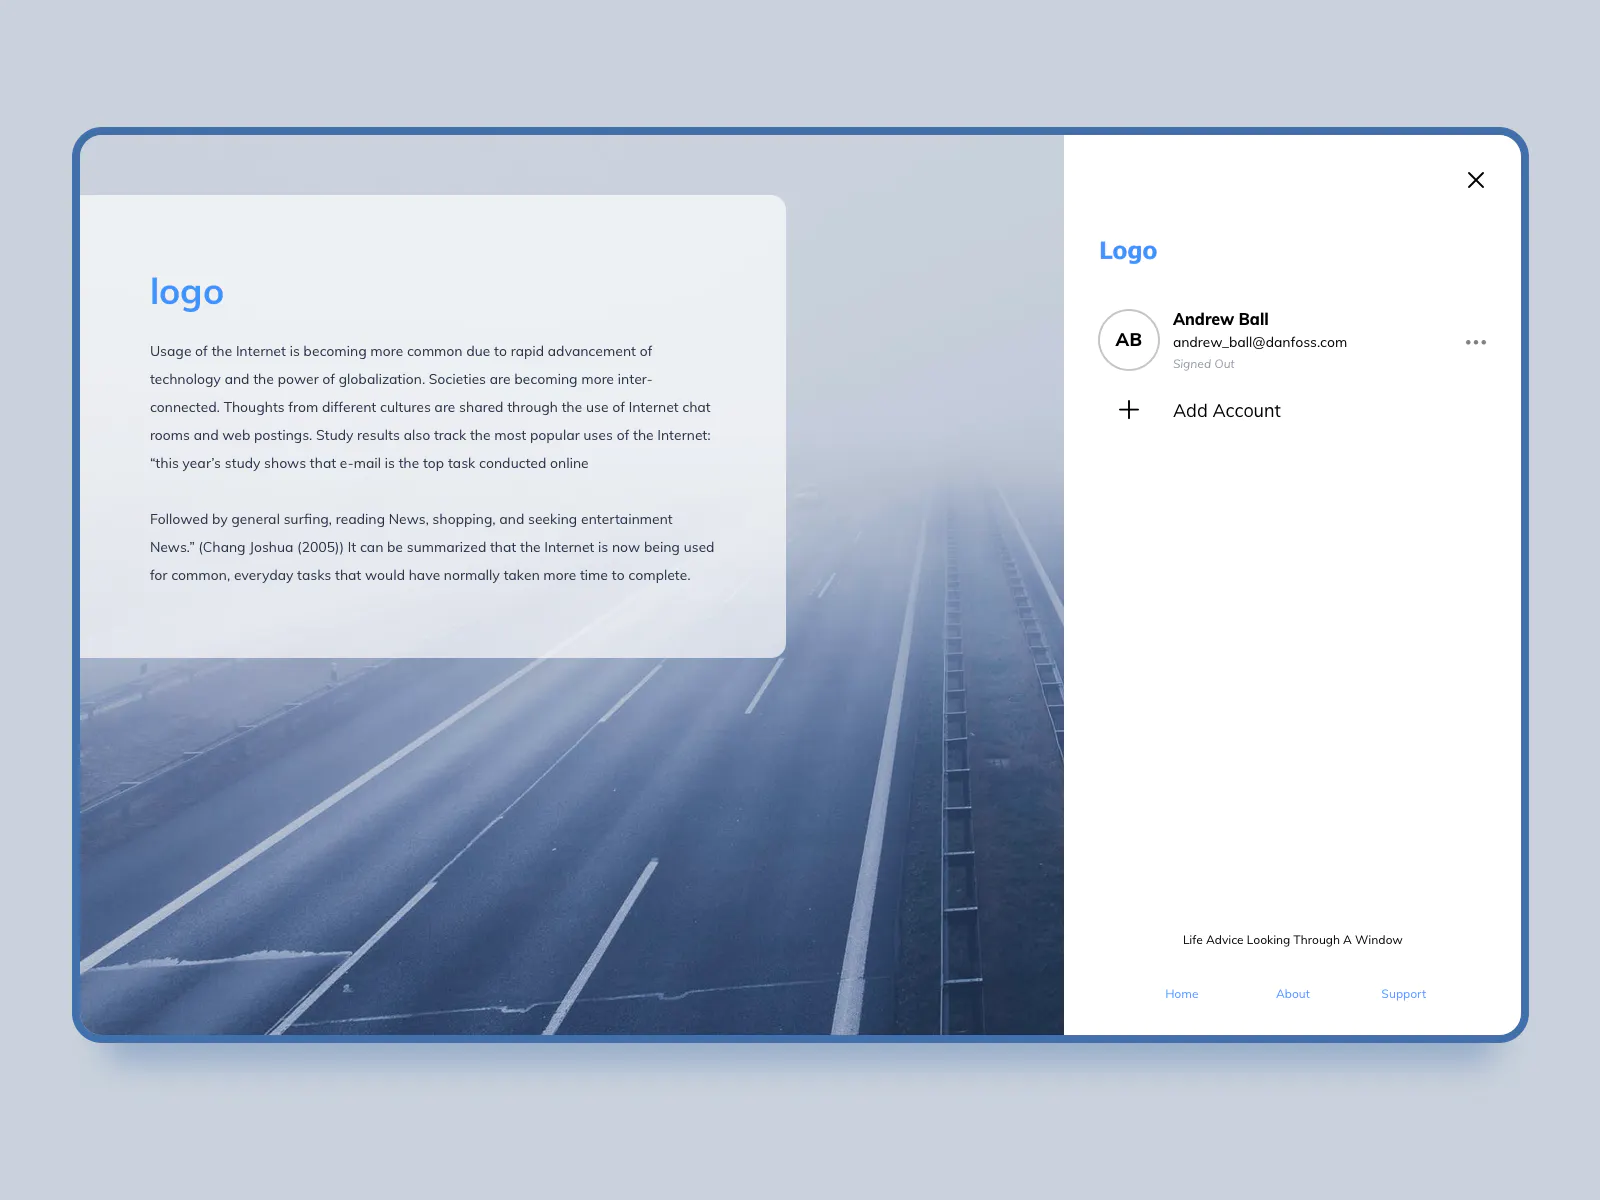 logo
Usage of the Internet is becoming more common due to rapid advancement of
technology and the power of globalization. Societies are becoming more inter-
connected. Thoughts from different cultures are shared through the use of Internet chat
rooms and web postings. Study results also track the most popular uses of the Internet:
“this year’s study shows that e-mail is the top task conducted online
Followed by general surfing, reading News, shopping, and seeking entertainment
News.” (Chang Joshua (2005)) It can be summarized that the Internet is now being used
for common, everyday tasks that would have normally taken more time to complete.
Logo
AB
Andrew Ball
andrew_ball@danfoss.com
Signed Out
Add Account
Life Advice Looking Through A Window
Home About Support